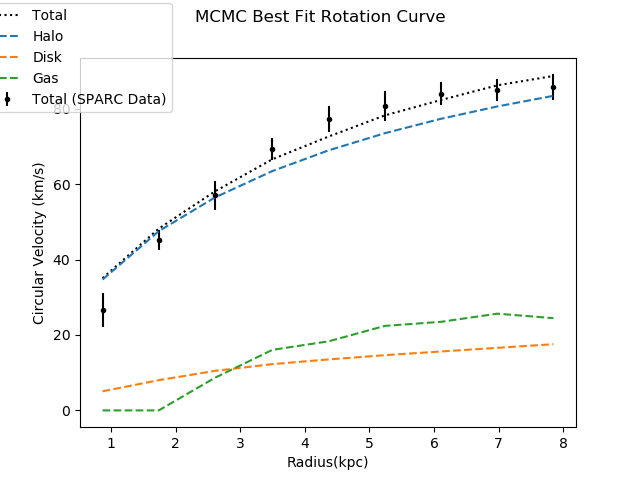 MCMC Best Fit Rotation Curve
Total
Halo
Disk
Gas
Total (SPARC Data)
80
60
40
20
0
Circular Velocity (km/s)
1 2 3 4 5 6 7 8
Radius(kpc)